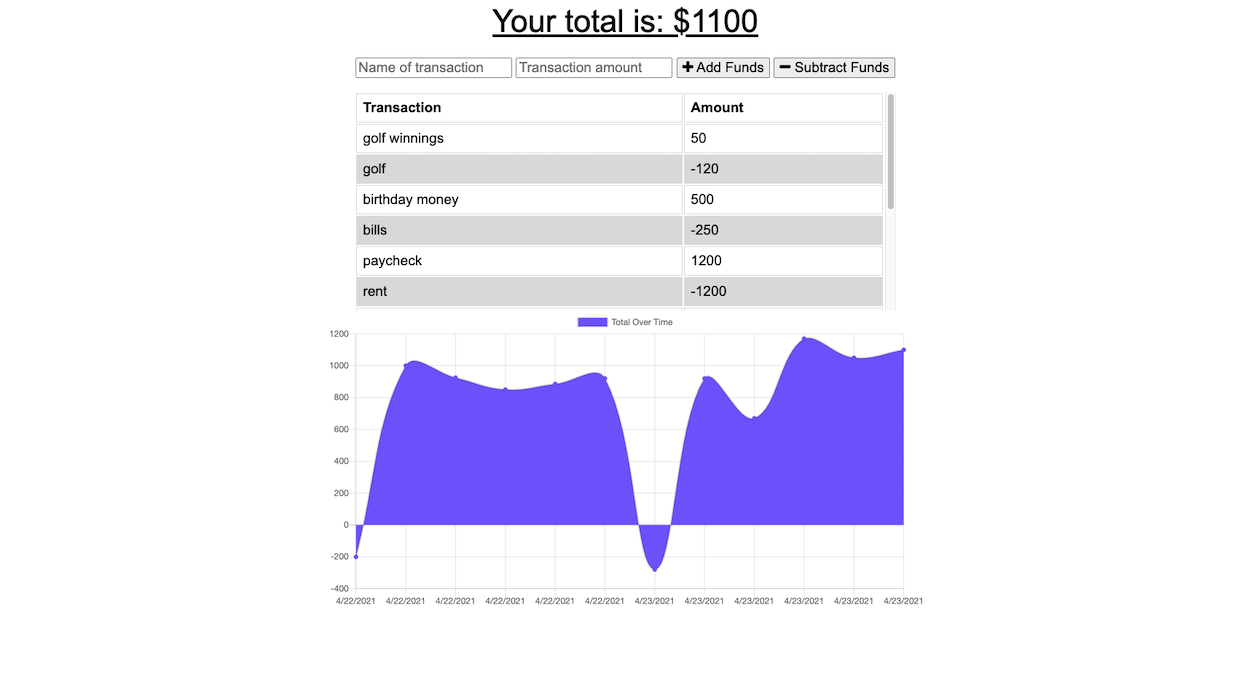 Your total is: $1100
Name of transaction Transaction amount + Add Funds − Subtract Funds
Transaction Amount
golf winnings 50
golf -120
birthday money 500
bills -250
paycheck 1200
rent -1200
Total Over Time
1200
1000
800
600
400
200
0
-200
-400
4/22/2021 4/22/2021 4/22/2021 4/22/2021 4/22/2021 4/22/2021 4/23/2021 4/23/2021 4/23/2021 4/23/2021 4/23/2021 4/23/2021